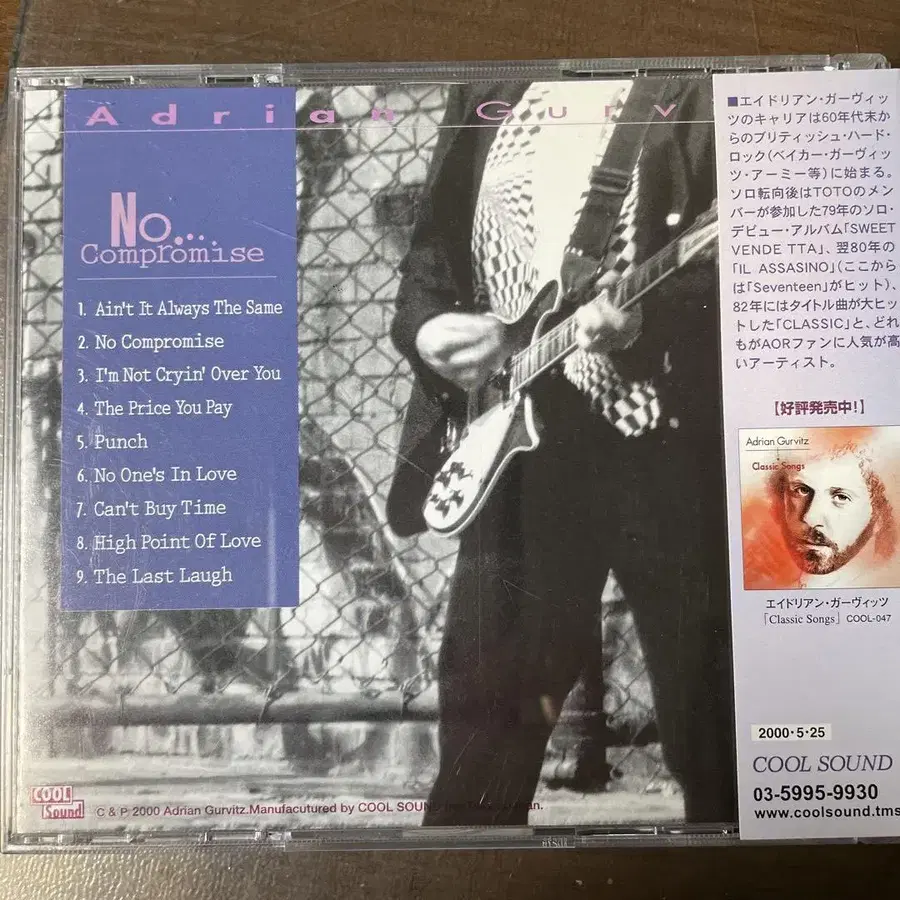 Adrian Gurv
No...
Compromise
1. Ain't It Always The Same
2. No Compromise
3. I'm Not Cryin' Over You
4. The Price You Pay
5. Punch
6. No One's In Love
7. Can't Buy Time
8. High Point Of Love
9. The Last Laugh
COOL
Sound
C & P 2000 Adrian Gurvitz.Manufacutured by COOL SOUND
■エイドリアン・ガーヴィッ
ツのキャリアは60年代末か
らのブリティッシュ・ハード・
ロック(ベイカー・ガーヴィッ
ツ・アーミー等)に始まる。
ソロ転向後はTOTOのメン
バーが参加した79年のソロ・
デビュー・アルバム「SWEET
VENDE TTA」、翌80年の
「IL ASSASINO」(ここから
は「Seventeen」がヒット)、
82年にはタイトル曲が大ヒッ
トした「CLASSIC」と、どれ
もがAORファンに人気が高
いアーティスト。
【好評発売中!】
Adrian Gurvitz
Classic Songs
エイドリアン・ガーヴィッツ
「Classic Songs」 COOL-047
2000・5・25
COOL SOUND
03-5995-9930
www.coolsound.tms